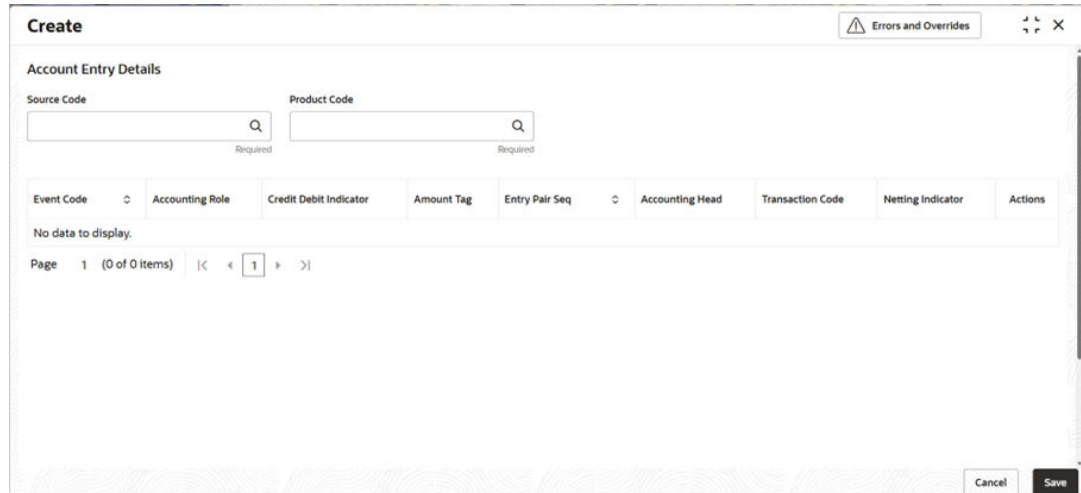 Create
Errors and Overrides
Account Entry Details
Source Code Product Code
Required Required
Event Code Accounting Role Credit Debit Indicator Amount Tag Entry Pair Seq Accounting Head Transaction Code Netting Indicator Actions
No data to display.
Page 1 (0 of 0 items) 1
Cancel Save